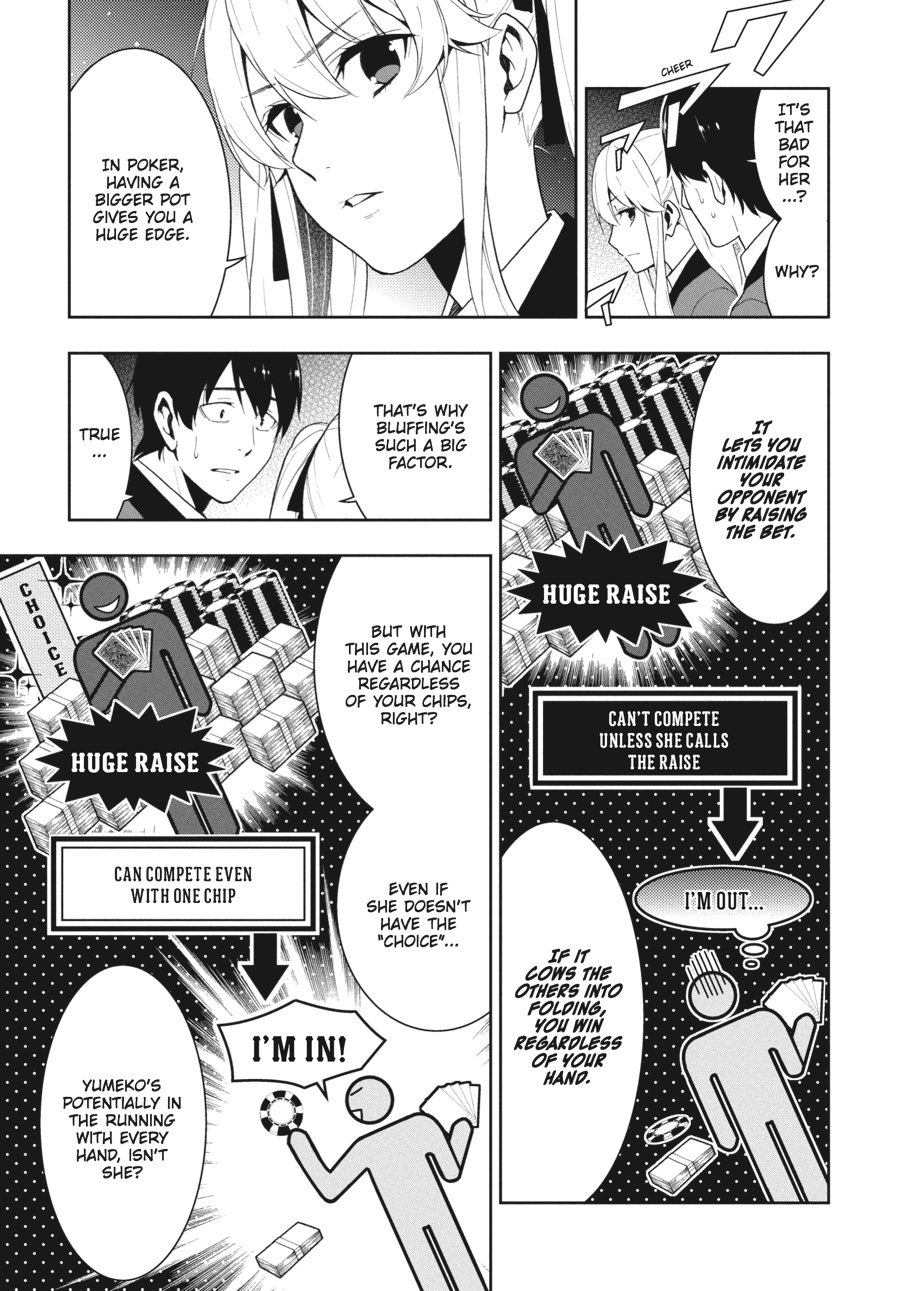 CHEER
IT'S
THAT
BAD
FOR
HER
...?
WHY?
IN POKER,
HAVING A
BIGGER POT
GIVES YOU A
HUGE EDGE.
IT
LETS YOU
INTIMIDATE
YOUR
OPPONENT
BY RAISING
THE BET.
HUGE RAISE
CAN'T COMPETE
UNLESS SHE CALLS
THE RAISE
I'M OUT...
IF IT
COWS THE
OTHERS INTO
FOLDING,
YOU WIN
REGARDLESS
OF YOUR
HAND.
THAT'S WHY
BLUFFING'S
SUCH A BIG
FACTOR.
TRUE
...
BUT WITH
THIS GAME, YOU
HAVE A CHANCE
REGARDLESS
OF YOUR CHIPS,
RIGHT?
CHOICE
HUGE RAISE
CAN COMPETE EVEN
WITH ONE CHIP
EVEN IF
SHE DOESN'T
HAVE THE
"CHOICE"...
I'M IN!
YUMEKO'S
POTENTIALLY IN
THE RUNNING
WITH EVERY
HAND, ISN'T
SHE?